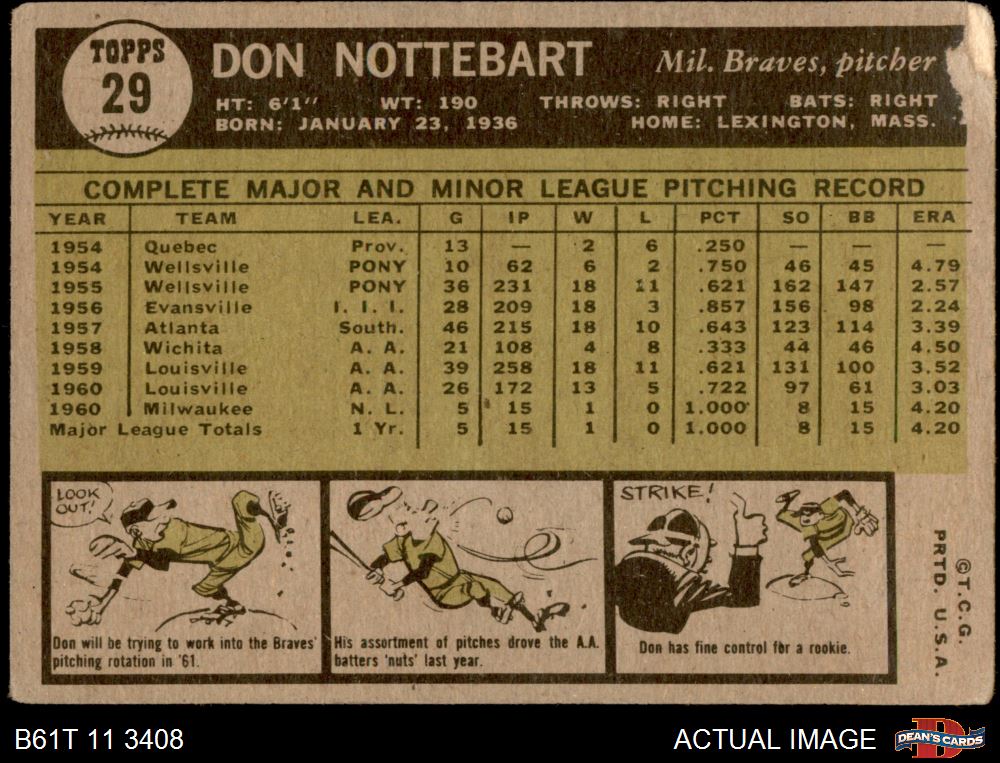 TOPPS
29
DON NOTTEBART Mil. Braves, pitcher
HT: 6'1" WT: 190 THROWS: RIGHT BATS: RIGHT
BORN: JANUARY 23, 1936 HOME: LEXINGTON, MASS.
COMPLETE MAJOR AND MINOR LEAGUE PITCHING RECORD
YEAR TEAM LEA. G IP W L PCT SO BB ERA
1954 Quebec Prov. 13 — 2 6 .250 — — —
1954 Wellsville PONY 10 62 6 2 .750 46 45 4.79
1955 Wellsville PONY 36 231 18 11 .621 162 147 2.57
1956 Evansville I. I. I. 28 209 18 3 .857 156 98 2.24
1957 Atlanta South. 46 215 18 10 .643 123 114 3.39
1958 Wichita A. A. 21 108 4 8 .333 44 46 4.50
1959 Louisville A. A. 39 258 18 11 .621 131 100 3.52
1960 Louisville A. A. 26 172 13 5 .722 97 61 3.03
1960 Milwaukee N. L. 5 15 1 0 1.000 8 15 4.20
Major League Totals 1 Yr. 5 15 1 0 1.000 8 15 4.20
LOOK
OUT!
Don will be trying to work into the Braves'
pitching rotation in '61.
His assortment of pitches drove the A.A.
batters 'nuts' last year.
STRIKE!
Don has fine control for a rookie.
©T.C.G.
PRTD. U.S.A.
B61T 11 3408 ACTUAL IMAGE
DEAN'S CARDS